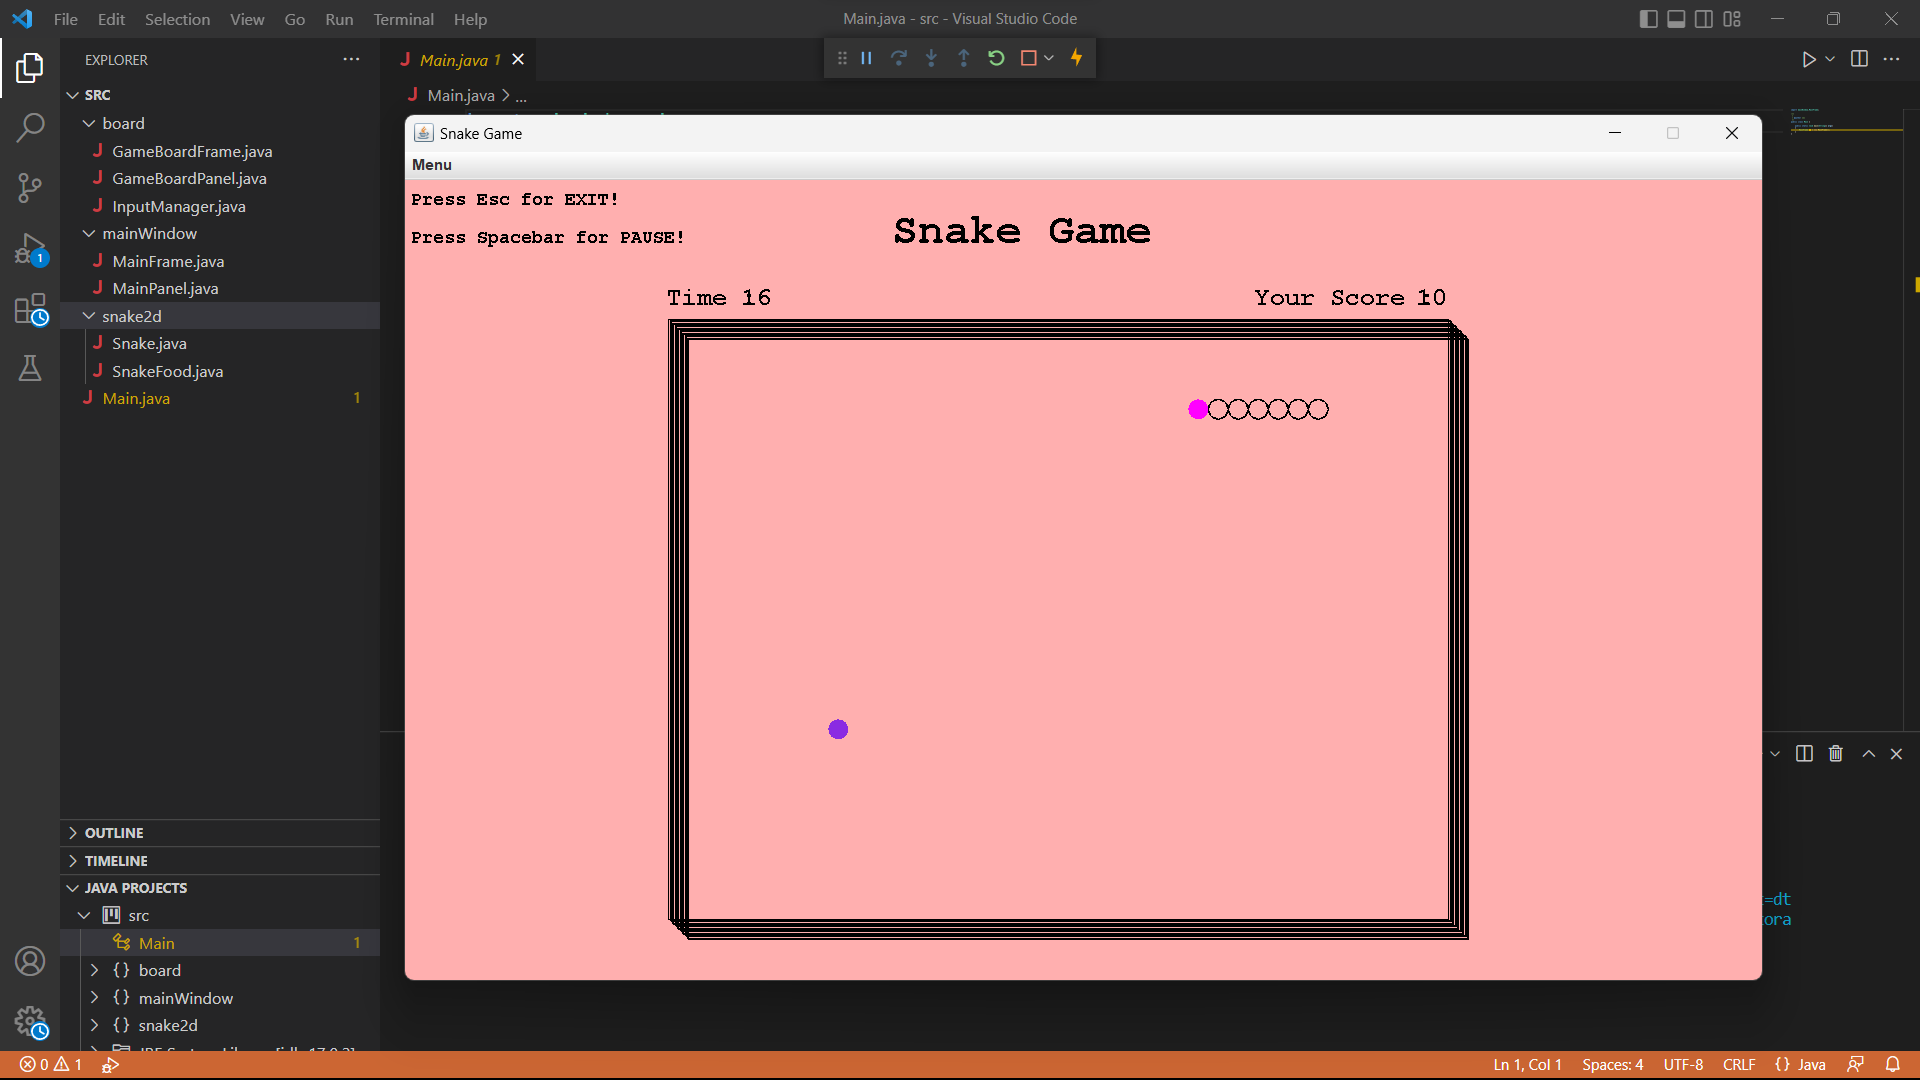 File Edit Selection View Go Run Terminal Help
Main.java - src - Visual Studio Code
EXPLORER
SRC
board
GameBoardFrame.java
GameBoardPanel.java
InputManager.java
mainWindow
MainFrame.java
MainPanel.java
snake2d
Snake.java
SnakeFood.java
Main.java 1
OUTLINE
TIMELINE
JAVA PROJECTS
src
Main 1
{} board
{} mainWindow
{} snake2d
1
Main.java 1
Main.java > ...
Snake Game
Menu
Press Esc for EXIT!
Press Spacebar for PAUSE!
Snake Game
Time 16
Your Score 10
=dt
ora
0 1
Ln 1, Col 1 Spaces: 4 UTF-8 CRLF {} Java